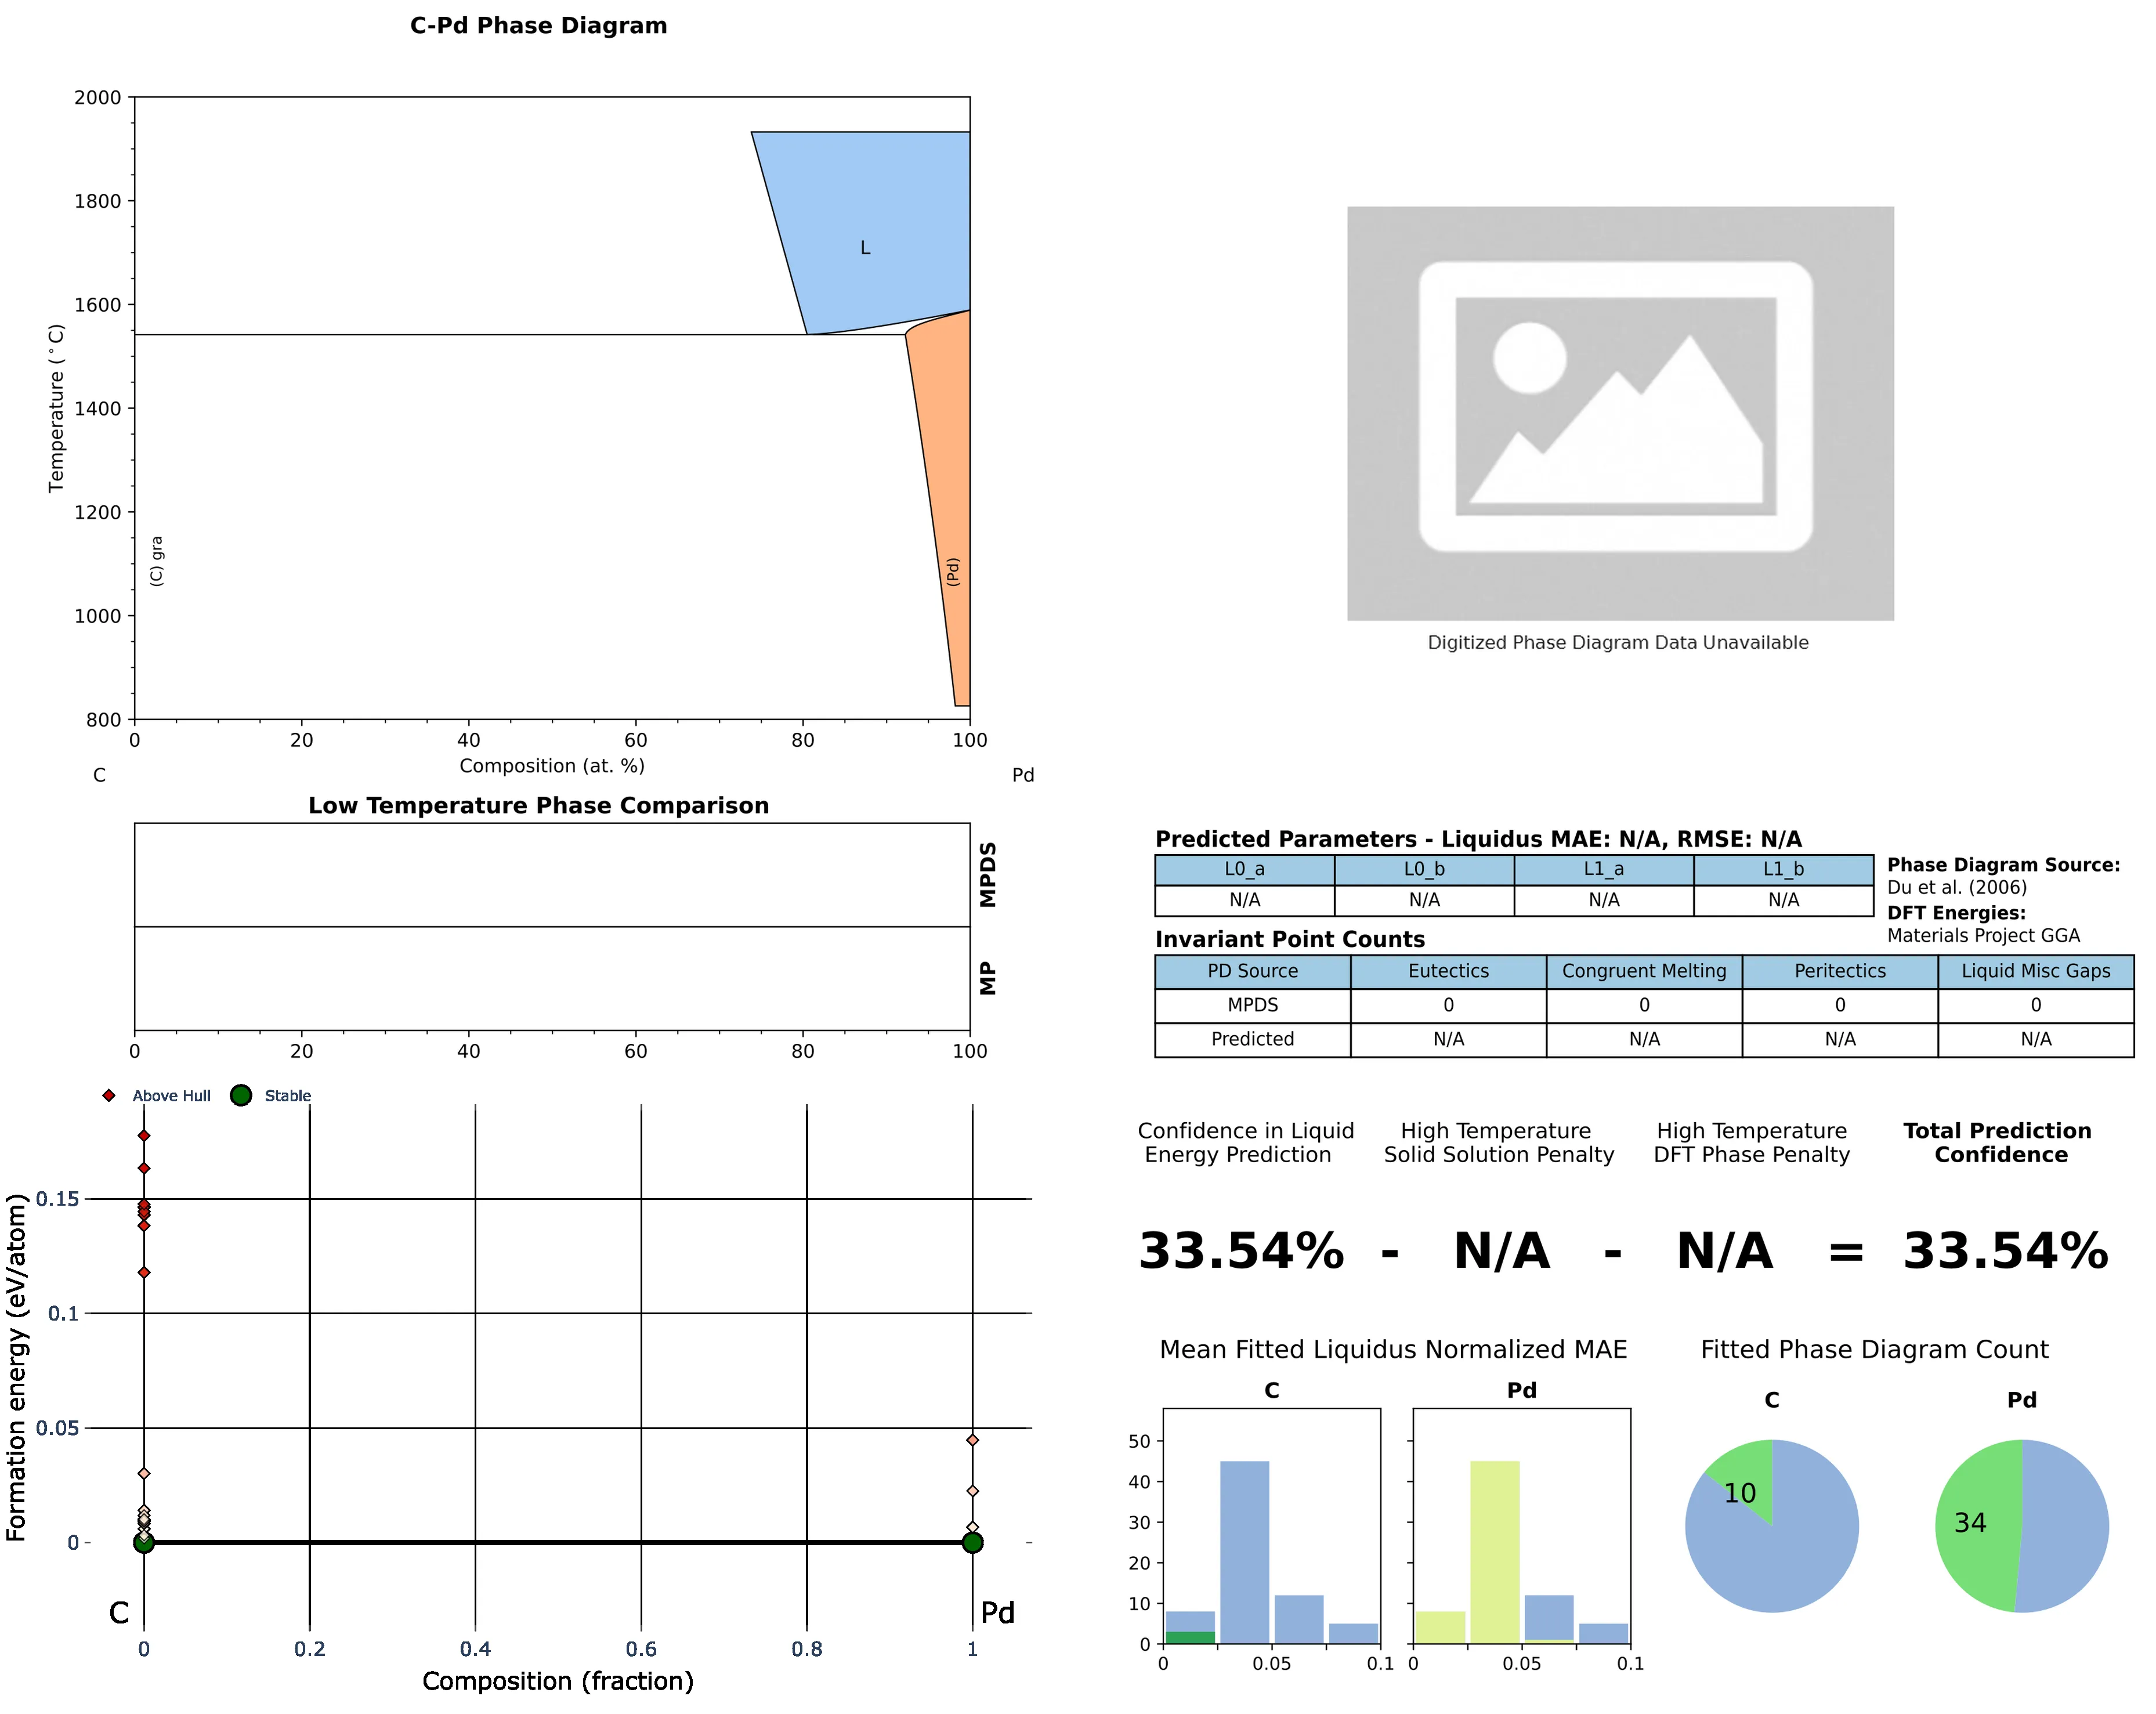 C-Pd Phase Diagram
2000
1800
1600
1400
1200
1000
800
Temperature (°C)
L
(C) gra
(Pd)
0 20 40 60 80 100
Composition (at. %)
C Pd
Digitized Phase Diagram Data Unavailable
Low Temperature Phase Comparison
MPDS
MP
0 20 40 60 80 100
Predicted Parameters - Liquidus MAE: N/A, RMSE: N/A
L0_a L0_b L1_a L1_b
N/A N/A N/A N/A
Phase Diagram Source:
Du et al. (2006)
DFT Energies:
Materials Project GGA
Invariant Point Counts
PD Source Eutectics Congruent Melting Peritectics Liquid Misc Gaps
MPDS 0 0 0 0
Predicted N/A N/A N/A N/A
Above Hull Stable
0.15
0.1
0.05
0
Formation energy (eV/atom)
C Pd
0 0.2 0.4 0.6 0.8 1
Composition (fraction)
Confidence in Liquid
Energy Prediction
High Temperature
Solid Solution Penalty
High Temperature
DFT Phase Penalty
Total Prediction
Confidence
33.54% - N/A - N/A = 33.54%
Mean Fitted Liquidus Normalized MAE
C Pd
50
40
30
20
10
0
0 0.05 0.1 0 0.05 0.1
Fitted Phase Diagram Count
C Pd
10 34